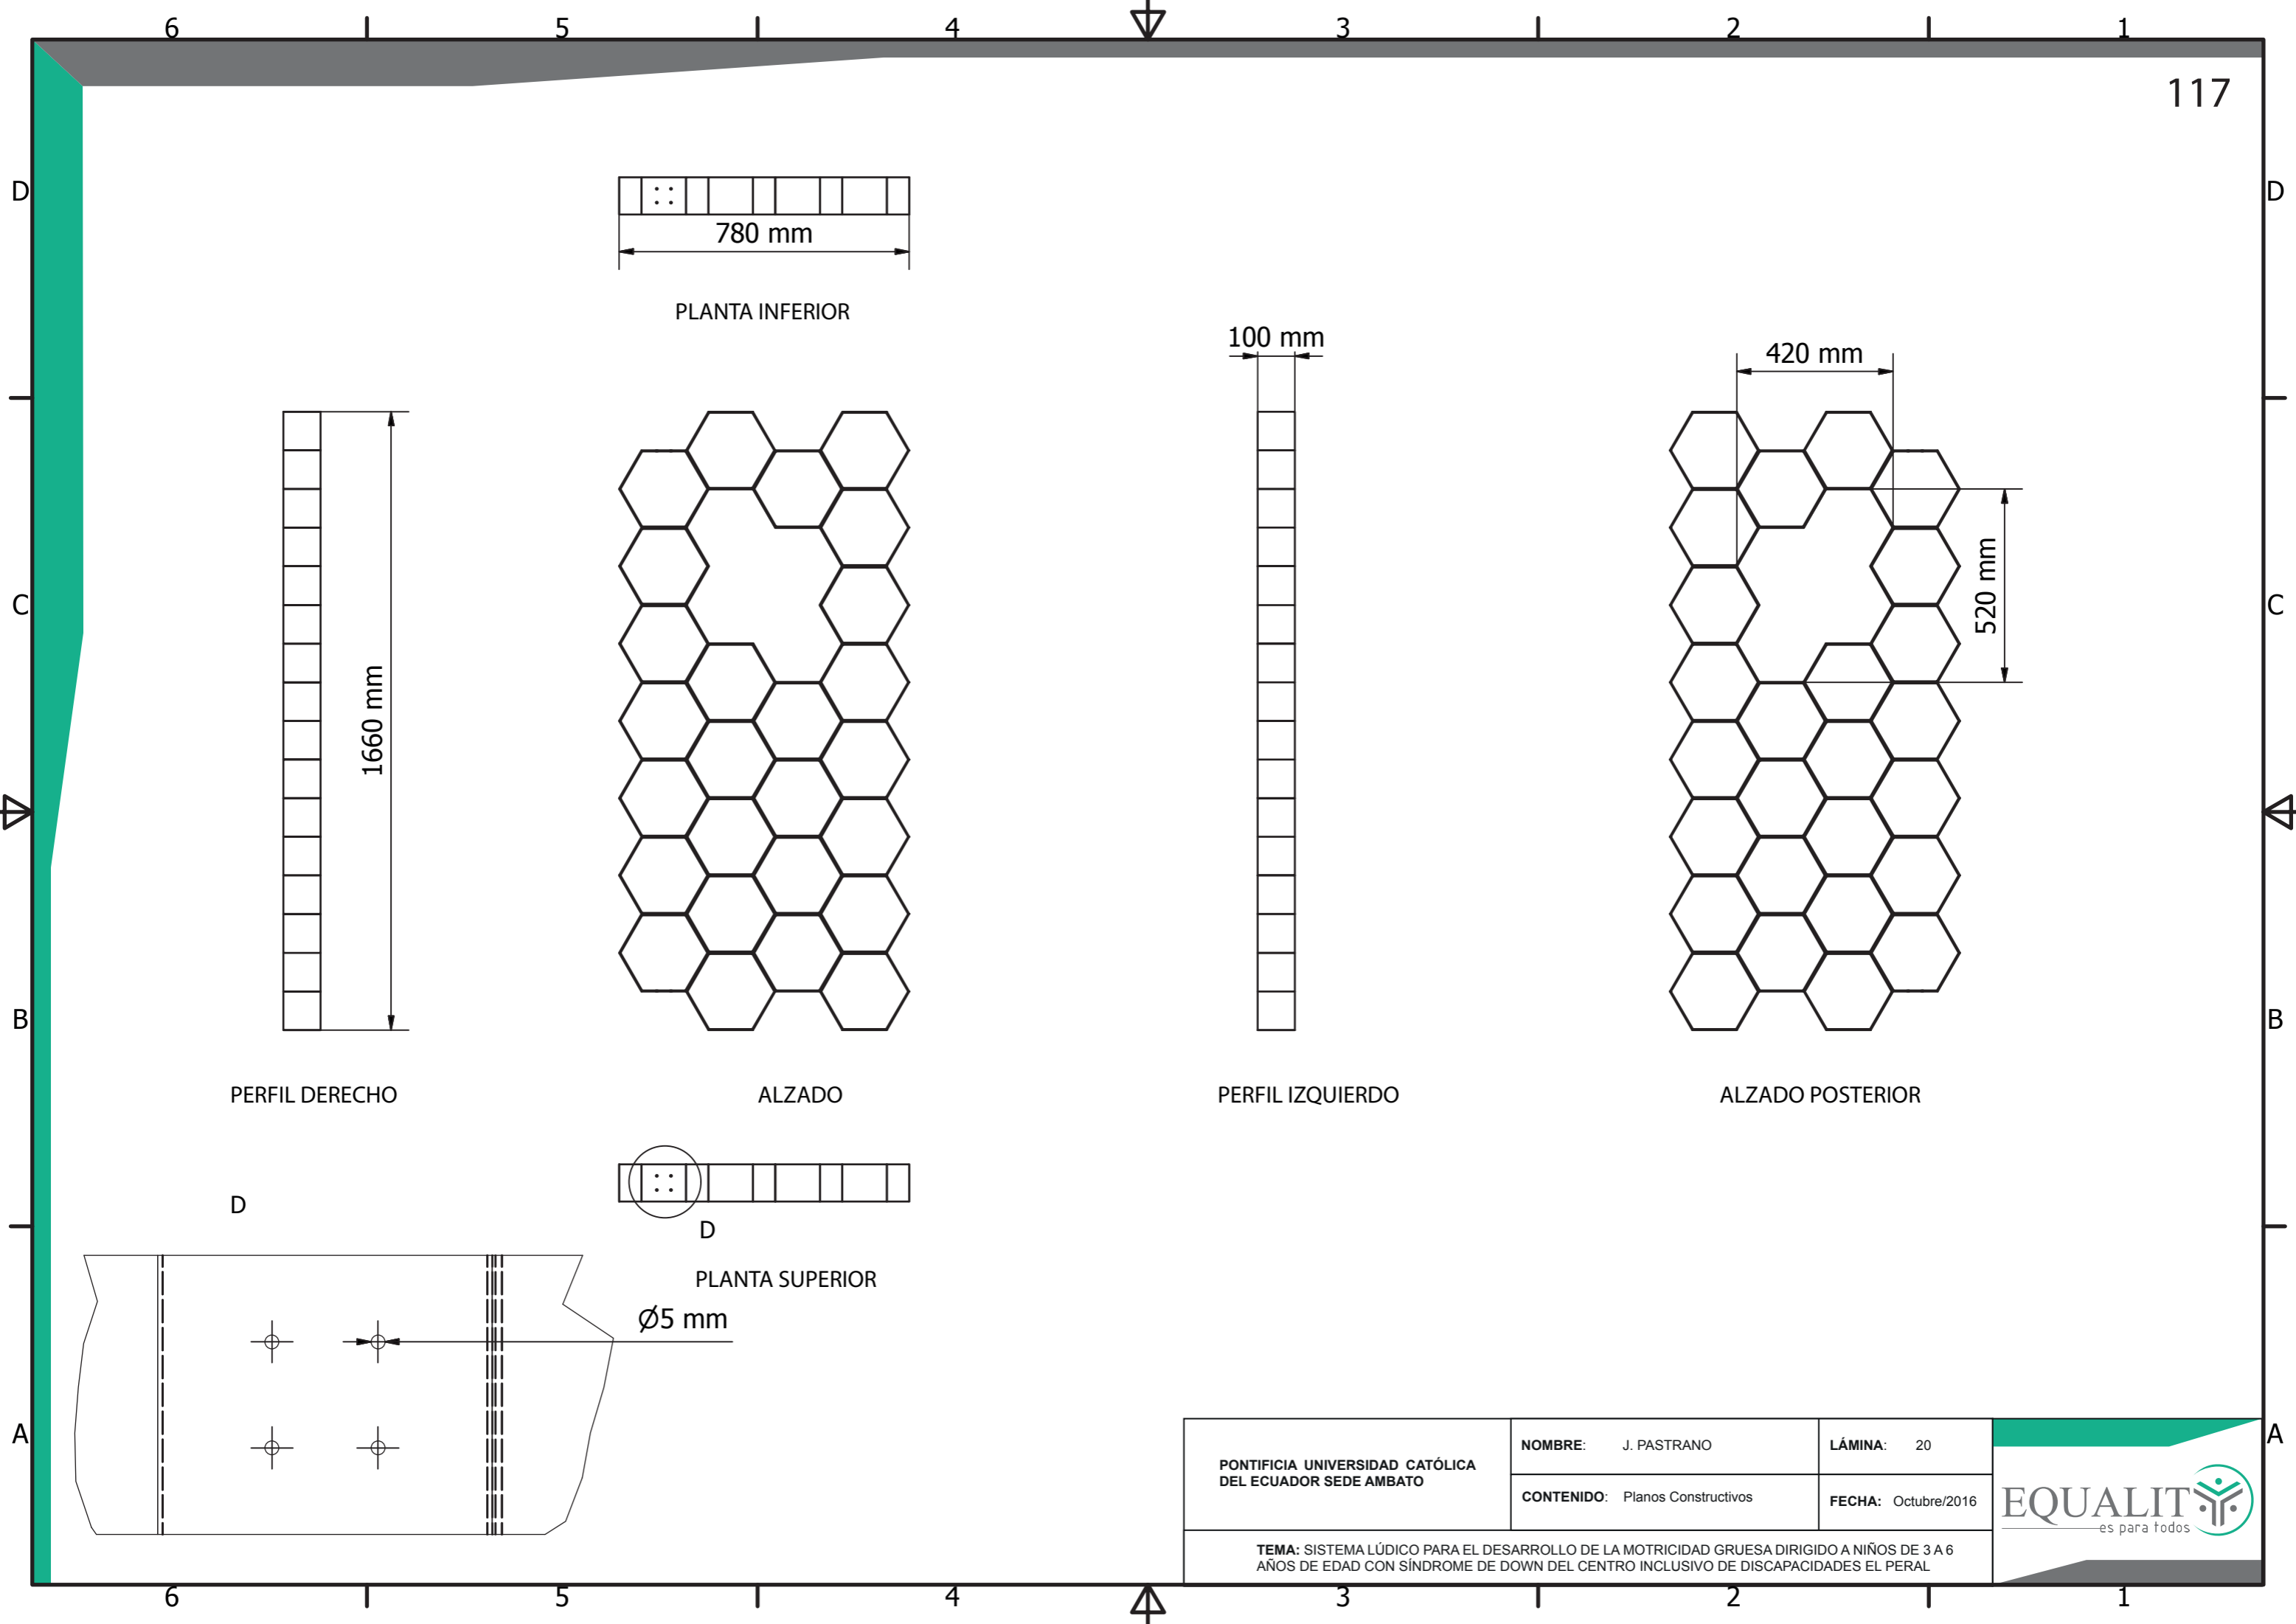 6 5 4 3 2 1
117
D D
780 mm
PLANTA INFERIOR
100 mm
420 mm
C C
520 mm
1660 mm
B B
PERFIL DERECHO
ALZADO
PERFIL IZQUIERDO
ALZADO POSTERIOR
D
D
PLANTA SUPERIOR
Ø5 mm
A A
PONTIFICIA UNIVERSIDAD CATÓLICA
DEL ECUADOR SEDE AMBATO
NOMBRE: J. PASTRANO
LÁMINA: 20
CONTENIDO: Planos Constructivos
FECHA: Octubre/2016
EQUALITY
es para todos
TEMA: SISTEMA LÚDICO PARA EL DESARROLLO DE LA MOTRICIDAD GRUESA DIRIGIDO A NIÑOS DE 3 A 6
AÑOS DE EDAD CON SÍNDROME DE DOWN DEL CENTRO INCLUSIVO DE DISCAPACIDADES EL PERAL
6 5 4 3 2 1